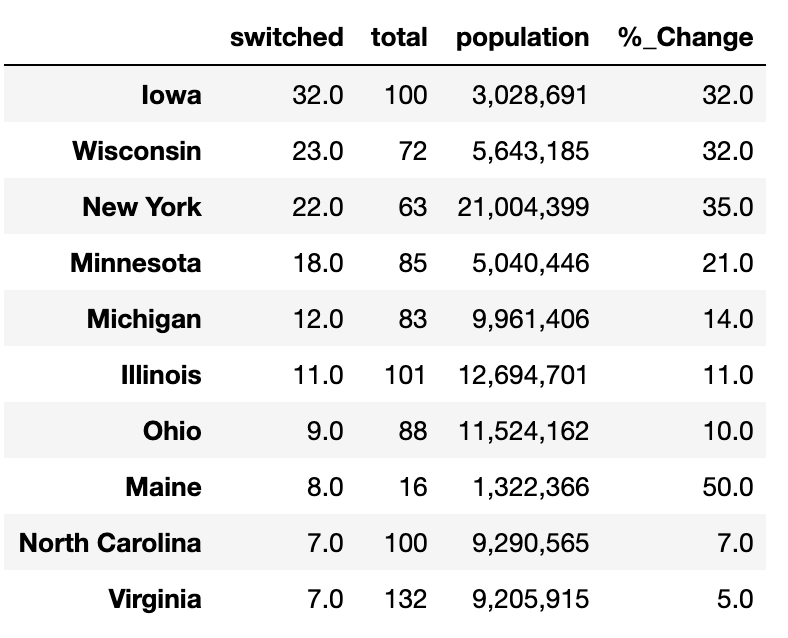 switched total population %_Change
Iowa 32.0 100 3,028,691 32.0
Wisconsin 23.0 72 5,643,185 32.0
New York 22.0 63 21,004,399 35.0
Minnesota 18.0 85 5,040,446 21.0
Michigan 12.0 83 9,961,406 14.0
Illinois 11.0 101 12,694,701 11.0
Ohio 9.0 88 11,524,162 10.0
Maine 8.0 16 1,322,366 50.0
North Carolina 7.0 100 9,290,565 7.0
Virginia 7.0 132 9,205,915 5.0